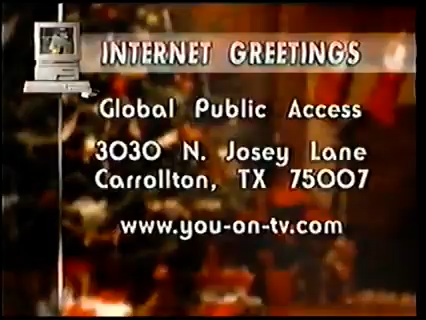 INTERNET GREETINGS
Global Public Access
3030 N. Josey Lane
Carrollton, TX 75007
www.you-on-tv.com